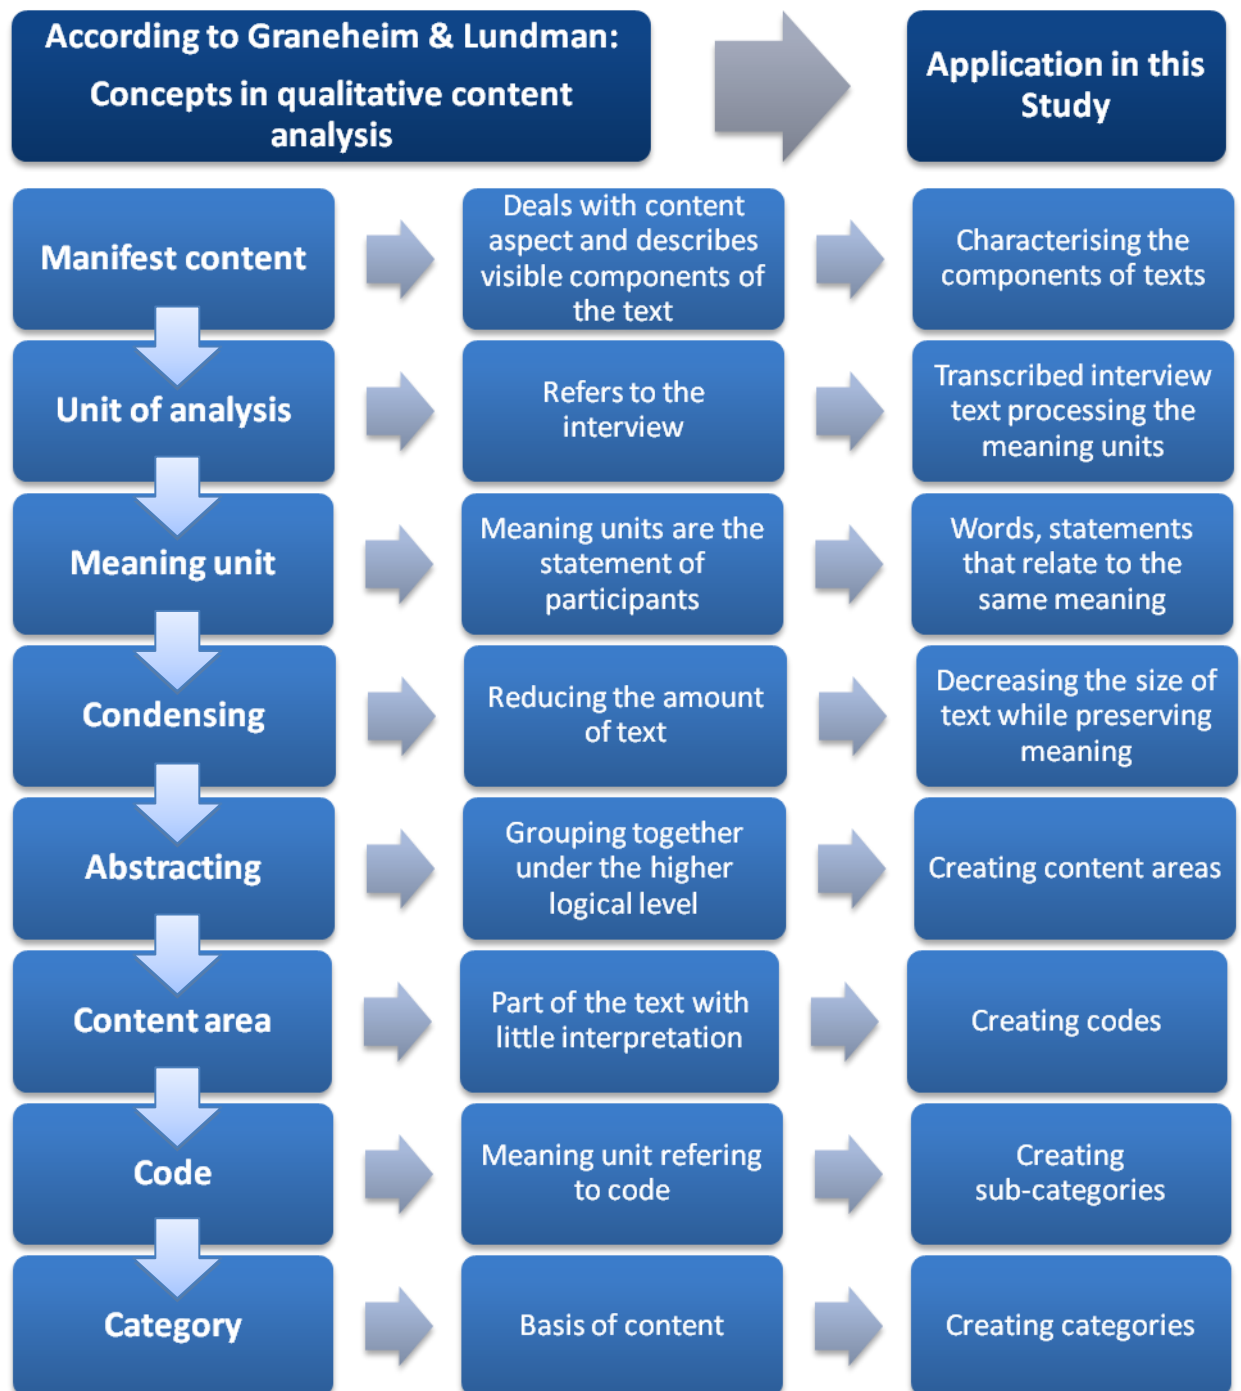 According to Graneheim & Lundman:
Concepts in qualitative content
analysis
Application in this
Study
Manifest content
Deals with content
aspect and describes
visible components of
the text
Characterising the
components of texts
Unit of analysis
Refers to the
interview
Transcribed interview
text processing the
meaning units
Meaning unit
Meaning units are the
statement of
participants
Words, statements
that relate to the
same meaning
Condensing
Reducing the amount
of text
Decreasing the size of
text while preserving
meaning
Abstracting
Grouping together
under the higher
logical level
Creating content areas
Content area
Part of the text with
little interpretation
Creating codes
Code
Meaning unit refering
to code
Creating
sub-categories
Category
Basis of content
Creating categories